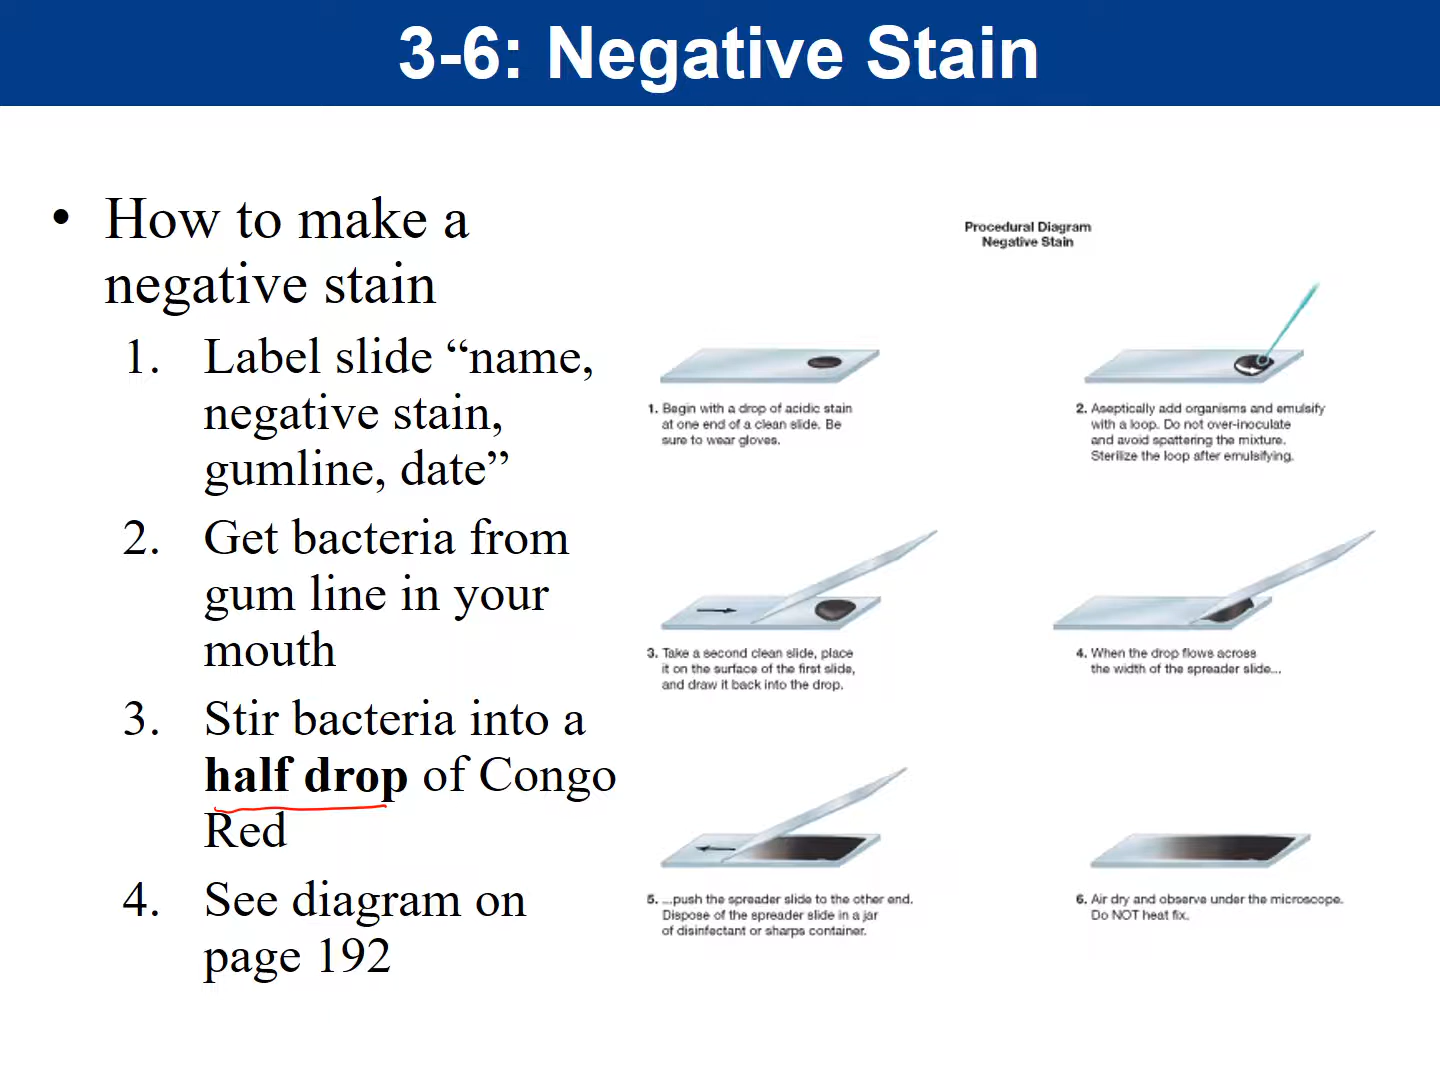 3-6: Negative Stain
• How to make a
negative stain
1. Label slide “name,
negative stain,
gumline, date”
2. Get bacteria from
gum line in your
mouth
3. Stir bacteria into a
half drop of Congo
Red
4. See diagram on
page 192
Procedural Diagram
Negative Stain
1. Begin with a drop of acidic stain
at one end of a clean slide. Be
sure to wear gloves.
2. Aseptically add organisms and emulsify
with a loop. Do not over-inoculate
and avoid spattering the mixture.
Sterilize the loop after emulsifying.
3. Take a second clean slide, place
it on the surface of the first slide,
and draw it back into the drop.
4. When the drop flows across
the width of the spreader slide...
5. ...push the spreader slide to the other end.
Dispose of the spreader slide in a jar
of disinfectant or sharps container.
6. Air dry and observe under the microscope.
Do NOT heat fix.